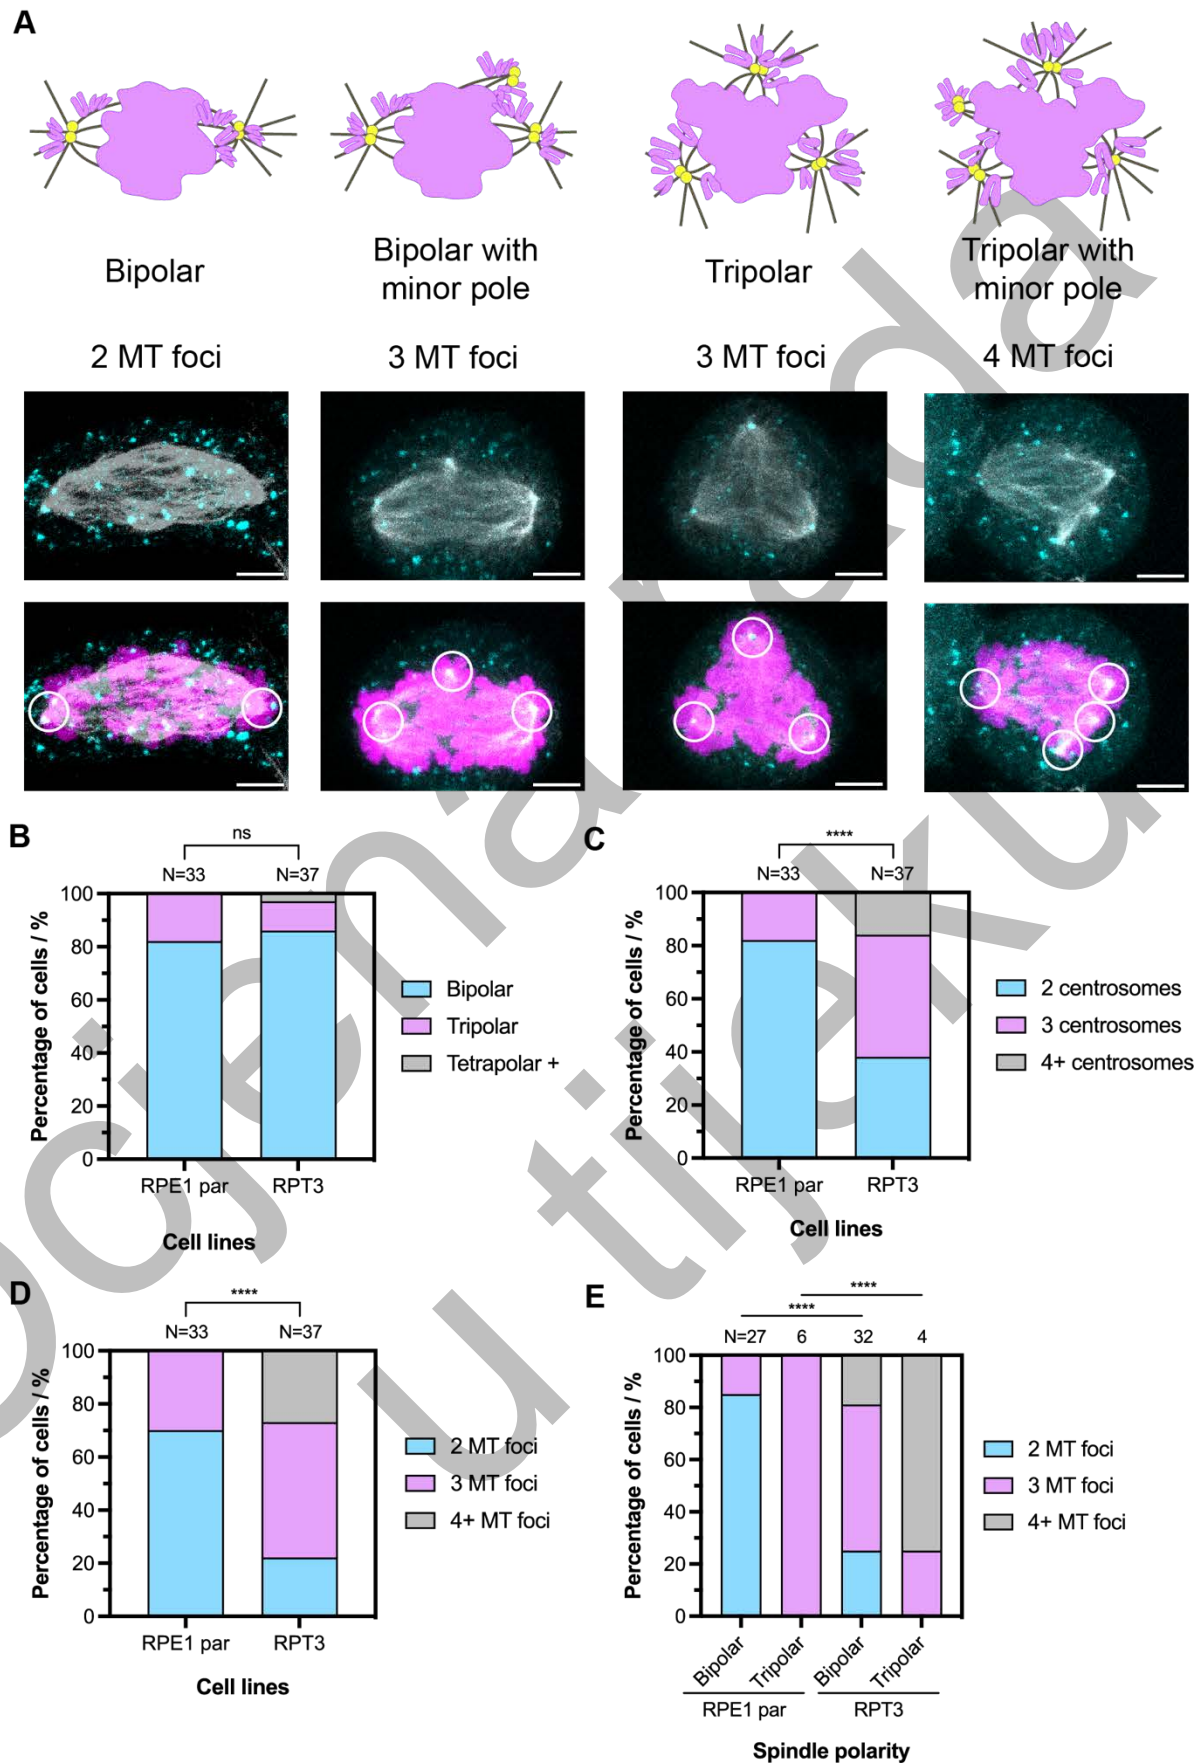 A
Bipolar
Bipolar with
minor pole
Tripolar
Tripolar with
minor pole
2 MT foci
3 MT foci
3 MT foci
4 MT foci
B
ns
N=33
N=37
100
80
60
40
20
0
Percentage of cells / %
RPE1 par
RPT3
Cell lines
Bipolar
Tripolar
Tetrapolar +
C
****
N=33
N=37
100
80
60
40
20
0
Percentage of cells / %
RPE1 par
RPT3
Cell lines
2 centrosomes
3 centrosomes
4+ centrosomes
D
****
N=33
N=37
100
80
60
40
20
0
Percentage of cells / %
RPE1 par
RPT3
Cell lines
2 MT foci
3 MT foci
4+ MT foci
E
****
****
N=27
6
32
4
100
80
60
40
20
0
Percentage of cells / %
Bipolar
Tripolar
Bipolar
Tripolar
RPE1 par
RPT3
Spindle polarity
2 MT foci
3 MT foci
4+ MT foci
u tijeku